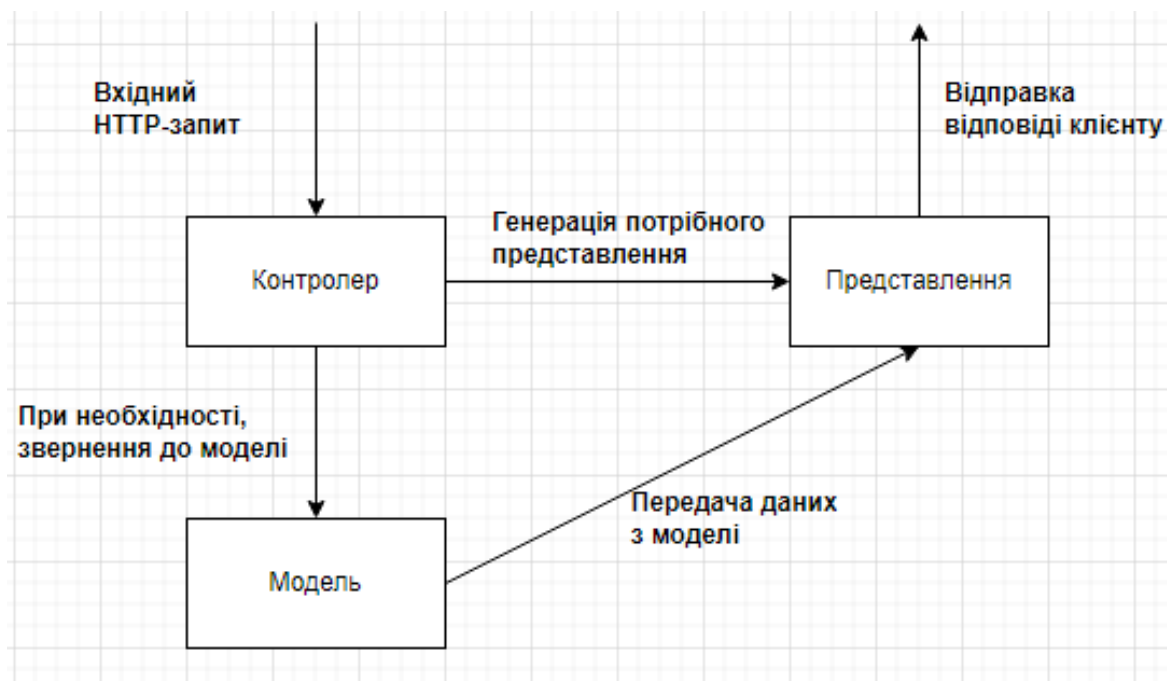 Вхідний
HTTP-запит
Відправка
відповіді клієнту
Генерація потрібного
представлення
Контролер
Представлення
При необхідності,
звернення до моделі
Передача даних
з моделі
Модель